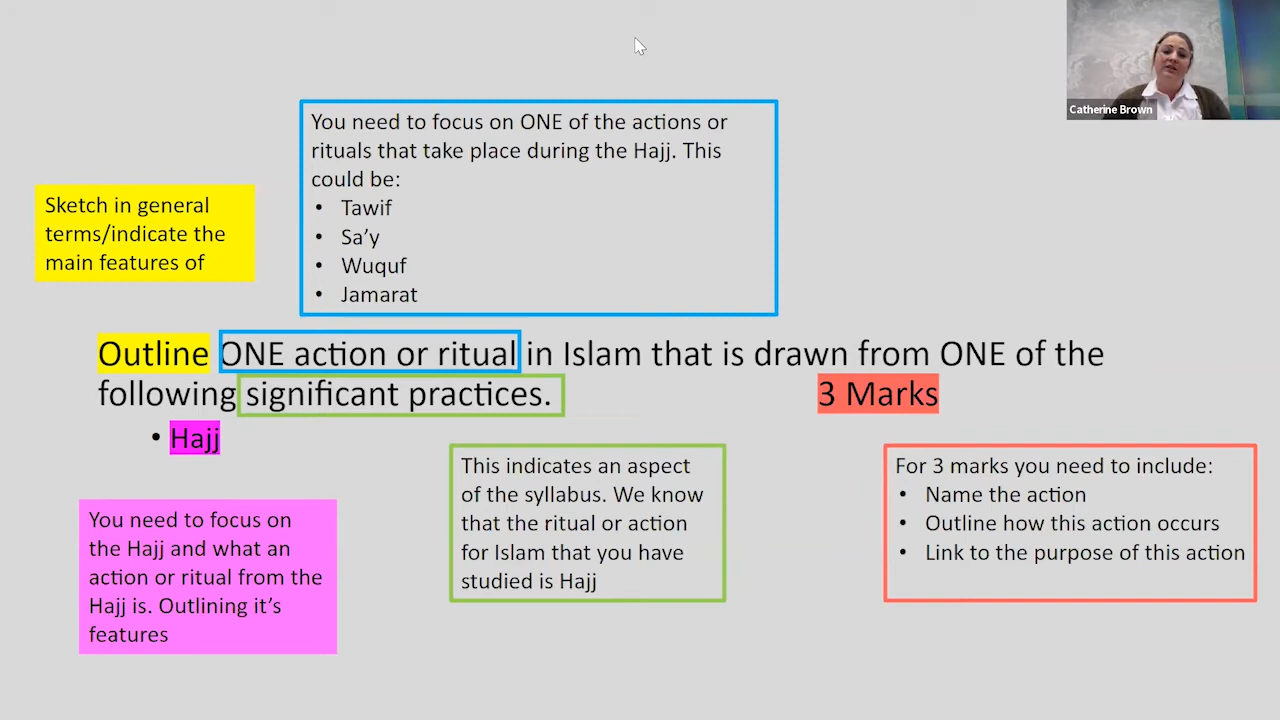 Catherine Brown
You need to focus on ONE of the actions or
rituals that take place during the Hajj. This
could be:
• Tawif
• Sa’y
• Wuquf
• Jamarat
Sketch in general
terms/indicate the
main features of
Outline ONE action or ritual in Islam that is drawn from ONE of the
following significant practices. 3 Marks
• Hajj
You need to focus on
the Hajj and what an
action or ritual from the
Hajj is. Outlining it’s
features
This indicates an aspect
of the syllabus. We know
that the ritual or action
for Islam that you have
studied is Hajj
For 3 marks you need to include:
• Name the action
• Outline how this action occurs
• Link to the purpose of this action